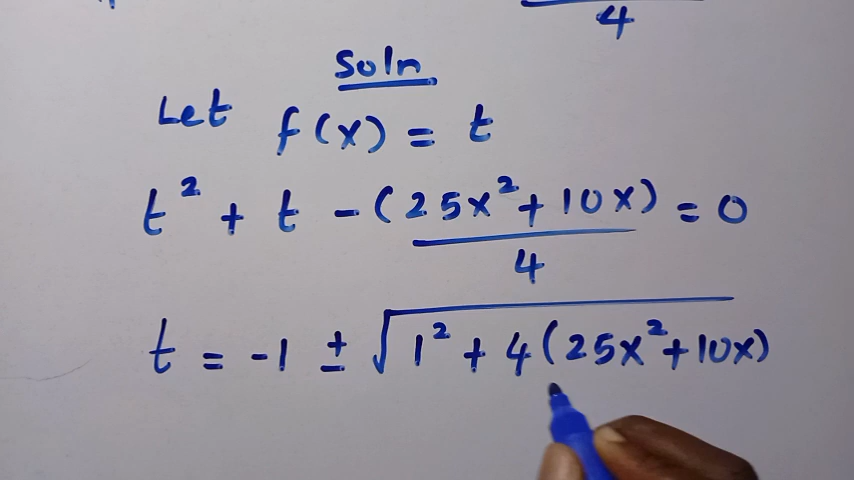 4
Soln
Let f(x) = t
t² + t - (25x² + 10x) = 0
4
t = -1 ± √1² + 4(25x² + 10x)